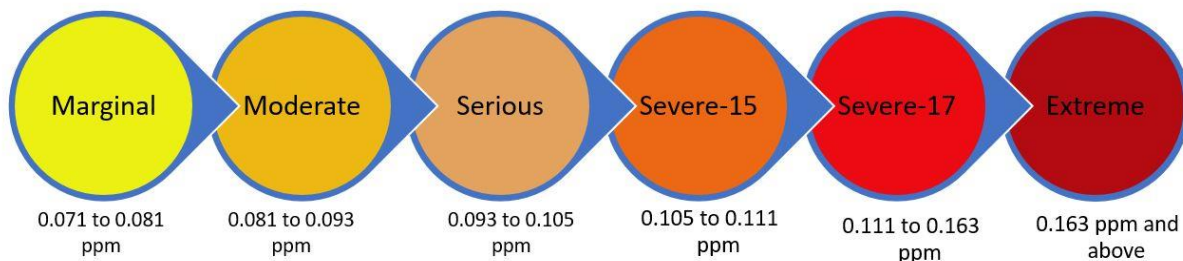 Marginal
Moderate
Serious
Severe-15
Severe-17
Extreme
0.071 to 0.081
ppm
0.081 to 0.093
ppm
0.093 to 0.105
ppm
0.105 to 0.111
ppm
0.111 to 0.163
ppm
0.163 ppm and
above